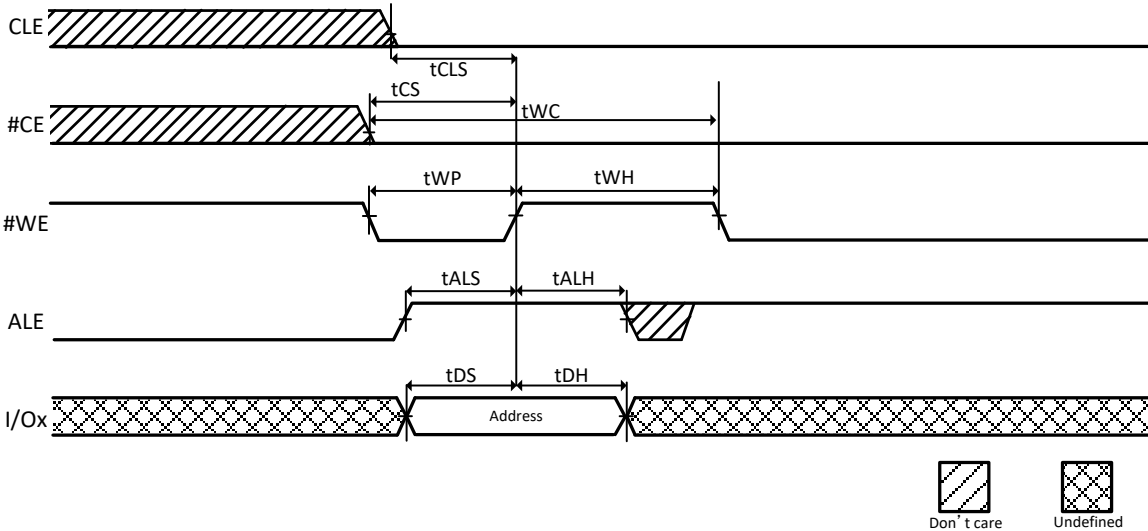 CLE
tCLS
tCS
#CE
tWC
tWP
tWH
#WE
tALS
tALH
ALE
tDS
tDH
I/Ox
Address
Don't care
Undefined